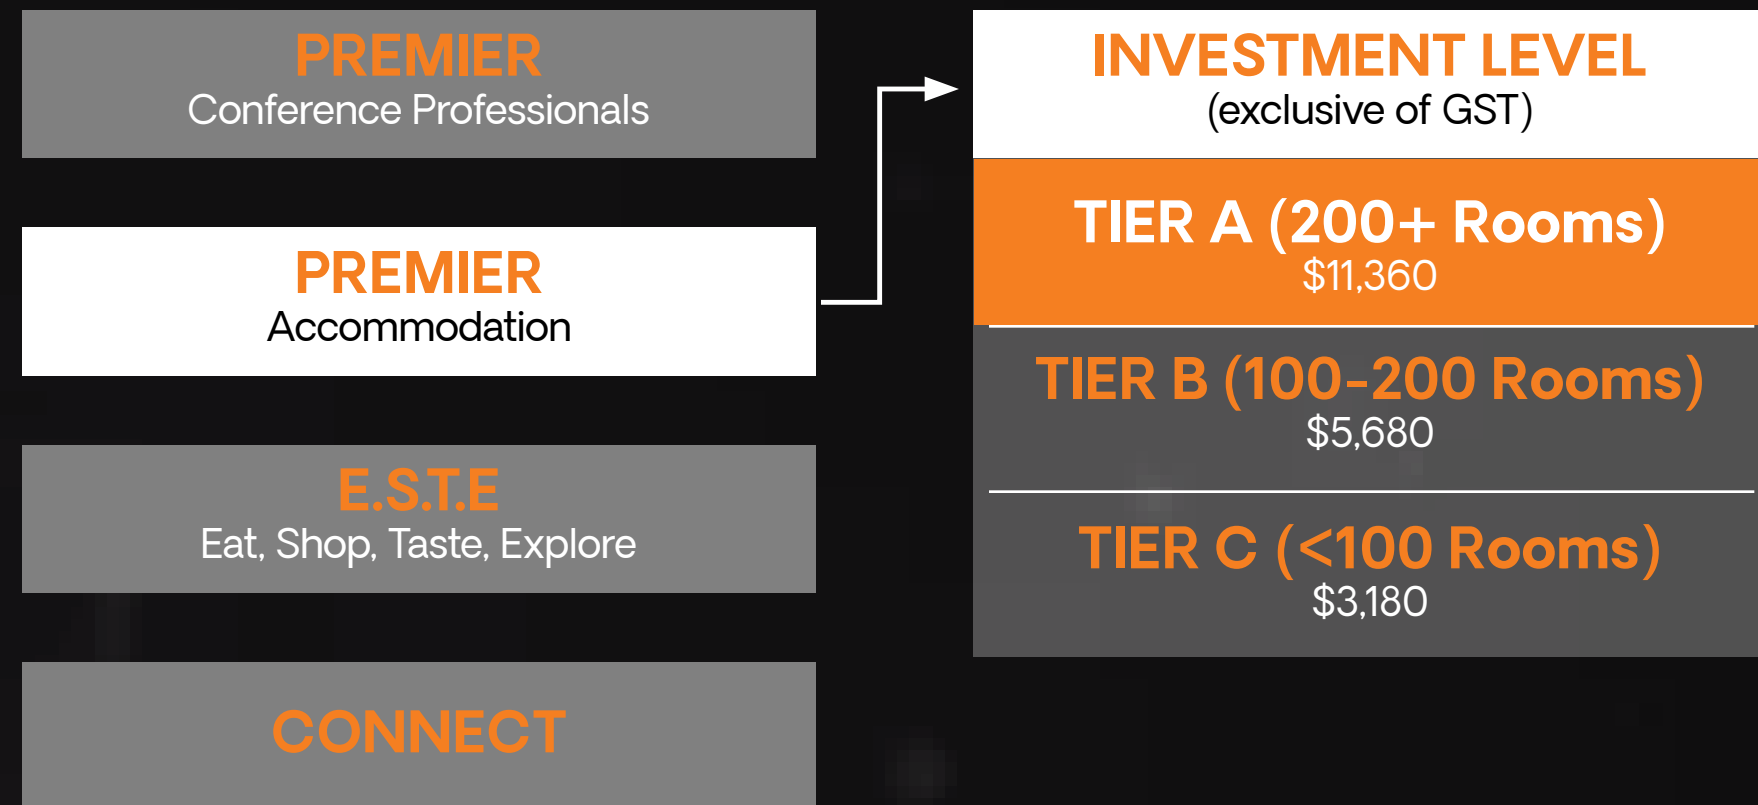 PREMIER
Conference Professionals
PREMIER
Accommodation
E.S.T.E
Eat, Shop, Taste, Explore
CONNECT
INVESTMENT LEVEL
(exclusive of GST)
TIER A (200+ Rooms)
$11,360
TIER B (100-200 Rooms)
$5,680
TIER C (<100 Rooms)
$3,180